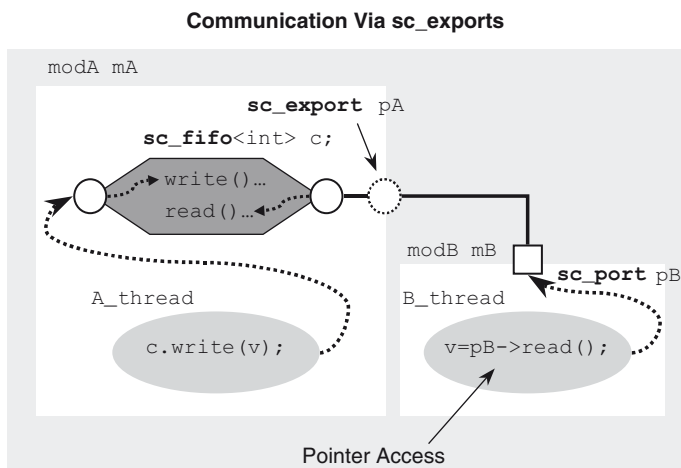 Communication Via sc_exports
modA mA
sc_export pA
sc_fifo<int> c;
write()…
read()…
modB mB
sc_port pB
A_thread
B_thread
c.write(v);
v=pB->read();
Pointer Access